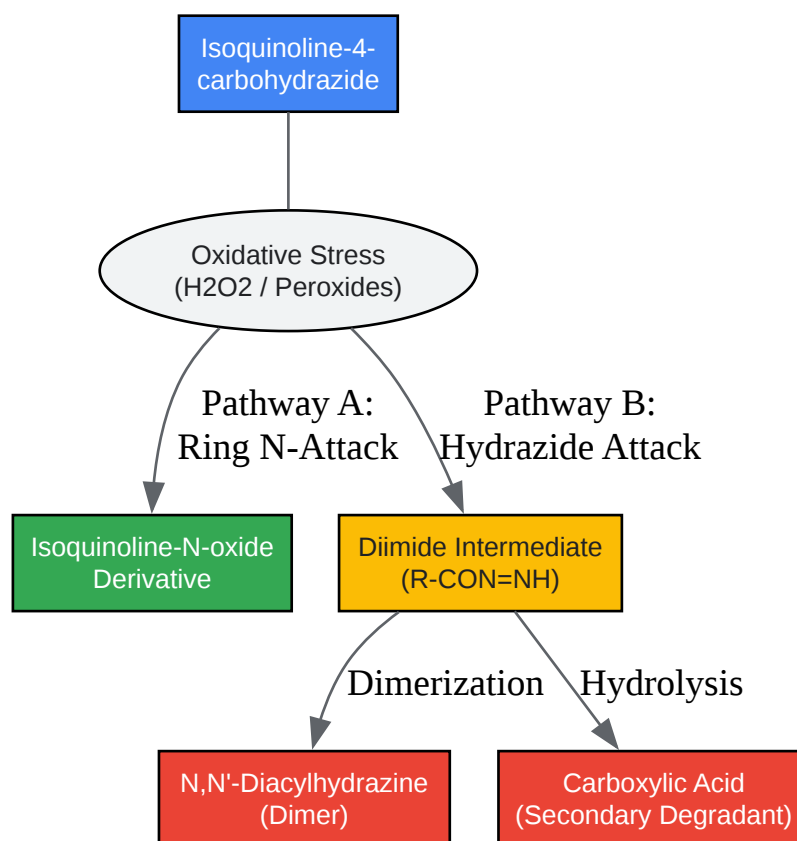 Isoquinoline-4-
carbohydrazide
Oxidative Stress
(H2O2 / Peroxides)
Pathway A:
Ring N-Attack
Pathway B:
Hydrazide Attack
Isoquinoline-N-oxide
Derivative
Diimide Intermediate
(R-CON=NH)
Dimerization
Hydrolysis
N,N'-Diacylhydrazine
(Dimer)
Carboxylic Acid
(Secondary Degradant)